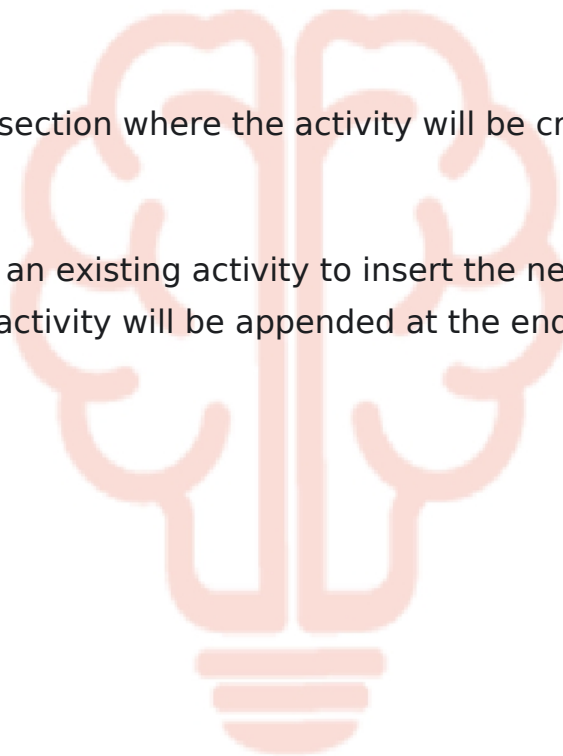 section where the activity will be cr
an existing activity to insert the ne
activity will be appended at the end